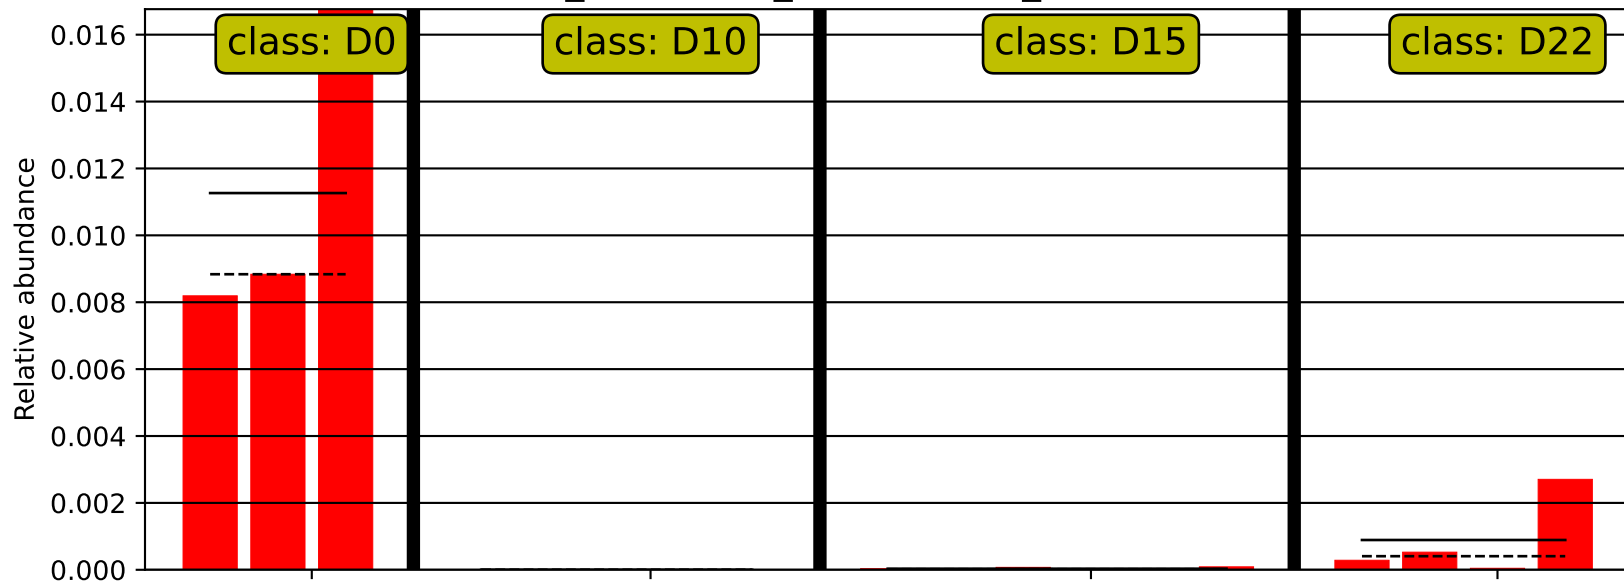 class: D0
class: D10
class: D15
class: D22
Relative abundance
0.016
0.014
0.012
0.010
0.008
0.006
0.004
0.002
0.000